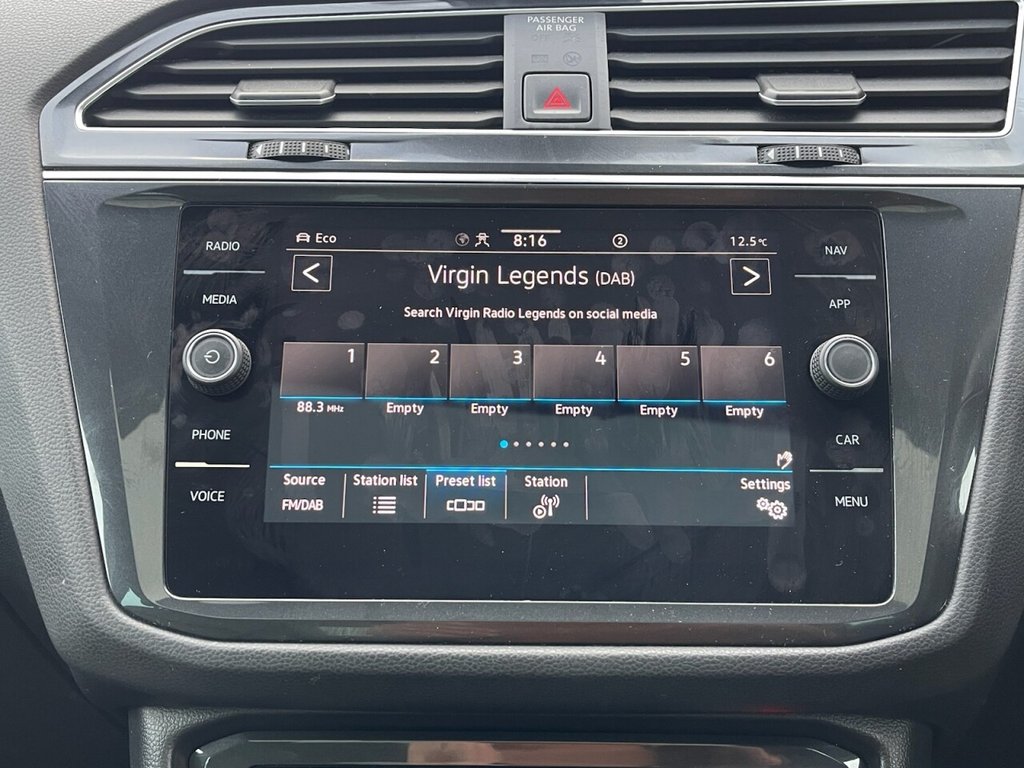 PASSENGER
AIR BAG
RADIO
MEDIA
PHONE
VOICE
Eco
8:16
2
12.5°C
<
Virgin Legends (DAB)
>
Search Virgin Radio Legends on social media
1
2
3
4
5
6
88.3 MHz
Empty
Empty
Empty
Empty
Empty
Source
FM/DAB
Station list
Preset list
Station
Settings
NAV
APP
CAR
MENU